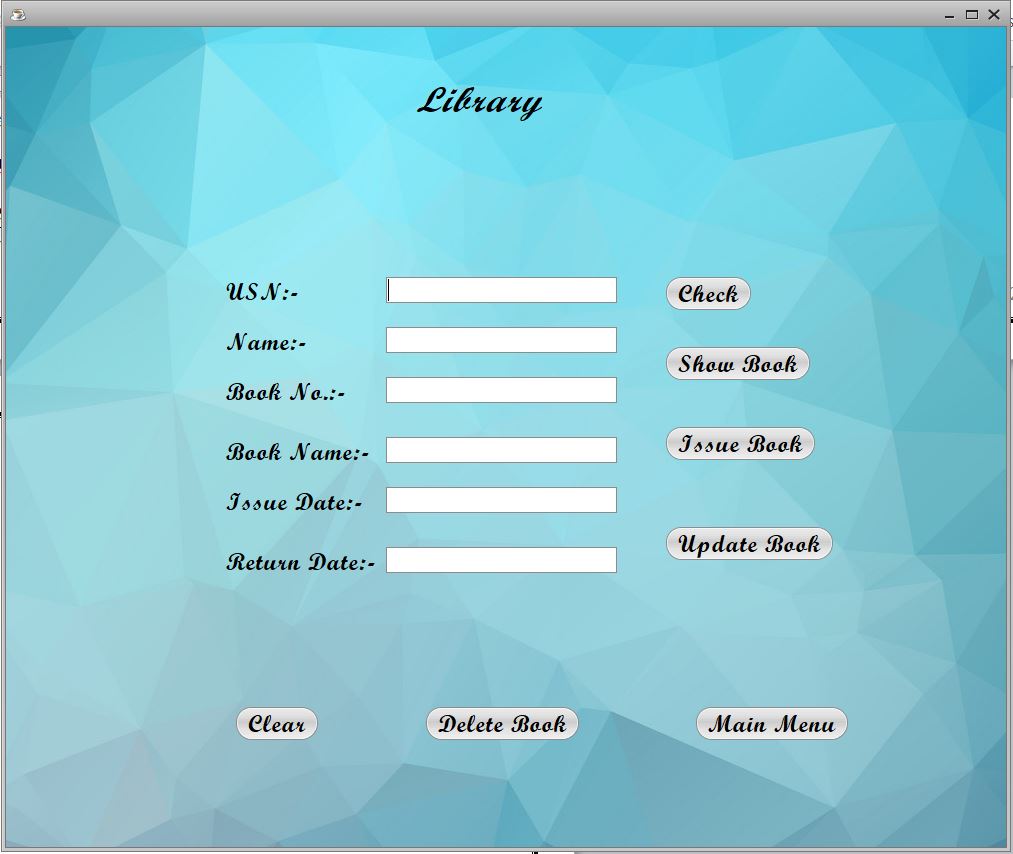 Library
USN:-
Check
Name:-
Show Book
Book No.:-
Book Name:-
Issue Book
Issue Date:-
Update Book
Return Date:-
Clear
Delete Book
Main Menu